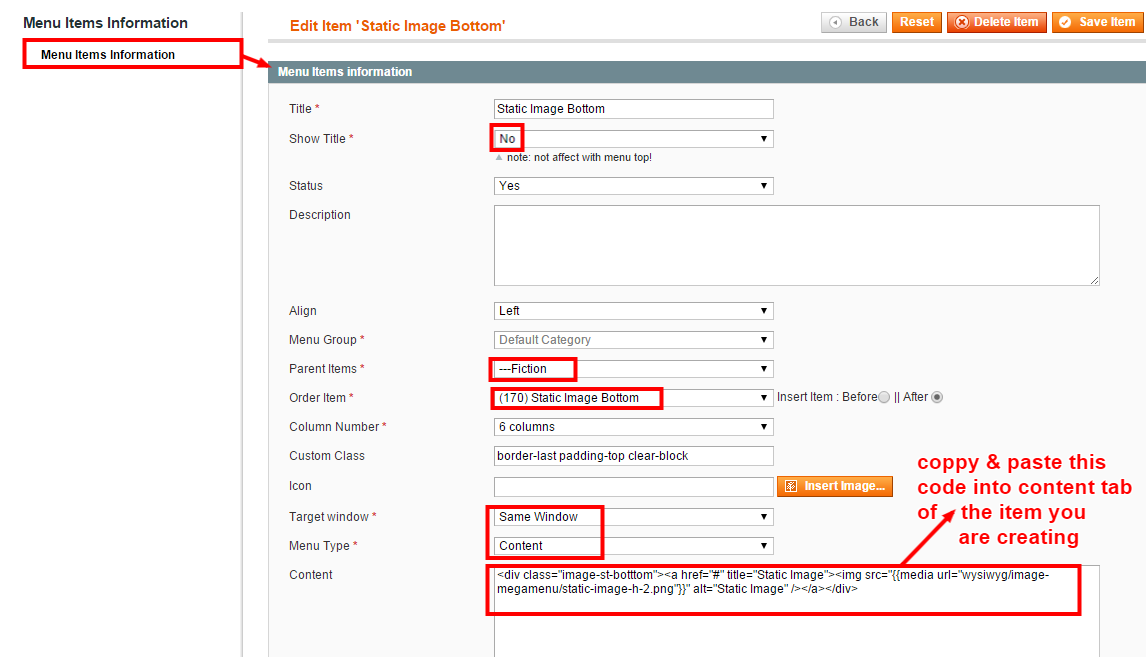 Menu Items Information
Menu Items Information
Edit Item 'Static Image Bottom'
Back Reset Delete Item Save Item
Menu Items information
Title * Static Image Bottom
Show Title * No
note: not affect with menu top!
Status Yes
Description
Align Left
Menu Group * Default Category
Parent Items * ---Fiction
Order Item * (170) Static Image Bottom Insert Item : Before || After
Column Number * 6 columns
Custom Class border-last padding-top clear-block
Icon Insert Image...
Target window * Same Window
Menu Type * Content
coppy & paste this
code into content tab
of the item you
are creating
Content <div class="image-st-botttom"><a href="#" title="Static Image"><img src="{{media url="wysiwyg/image-
megamenu/static-image-h-2.png"}}" alt="Static Image" /></a></div>